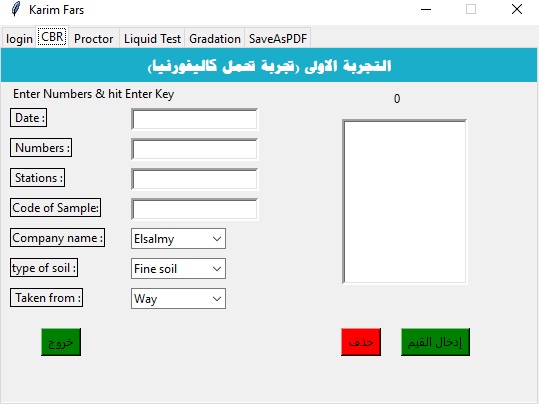 Karim Fars
login CBR Proctor Liquid Test Gradation SaveAsPDF
التجربة الاولى (تجربة تحمل كاليفورنيا)
Enter Numbers & hit Enter Key
0
Date :
Numbers :
Stations :
Code of Sample:
Company name : Elsalmy
type of soil : Fine soil
Taken from : Way
خروج حذف إدخال القيم